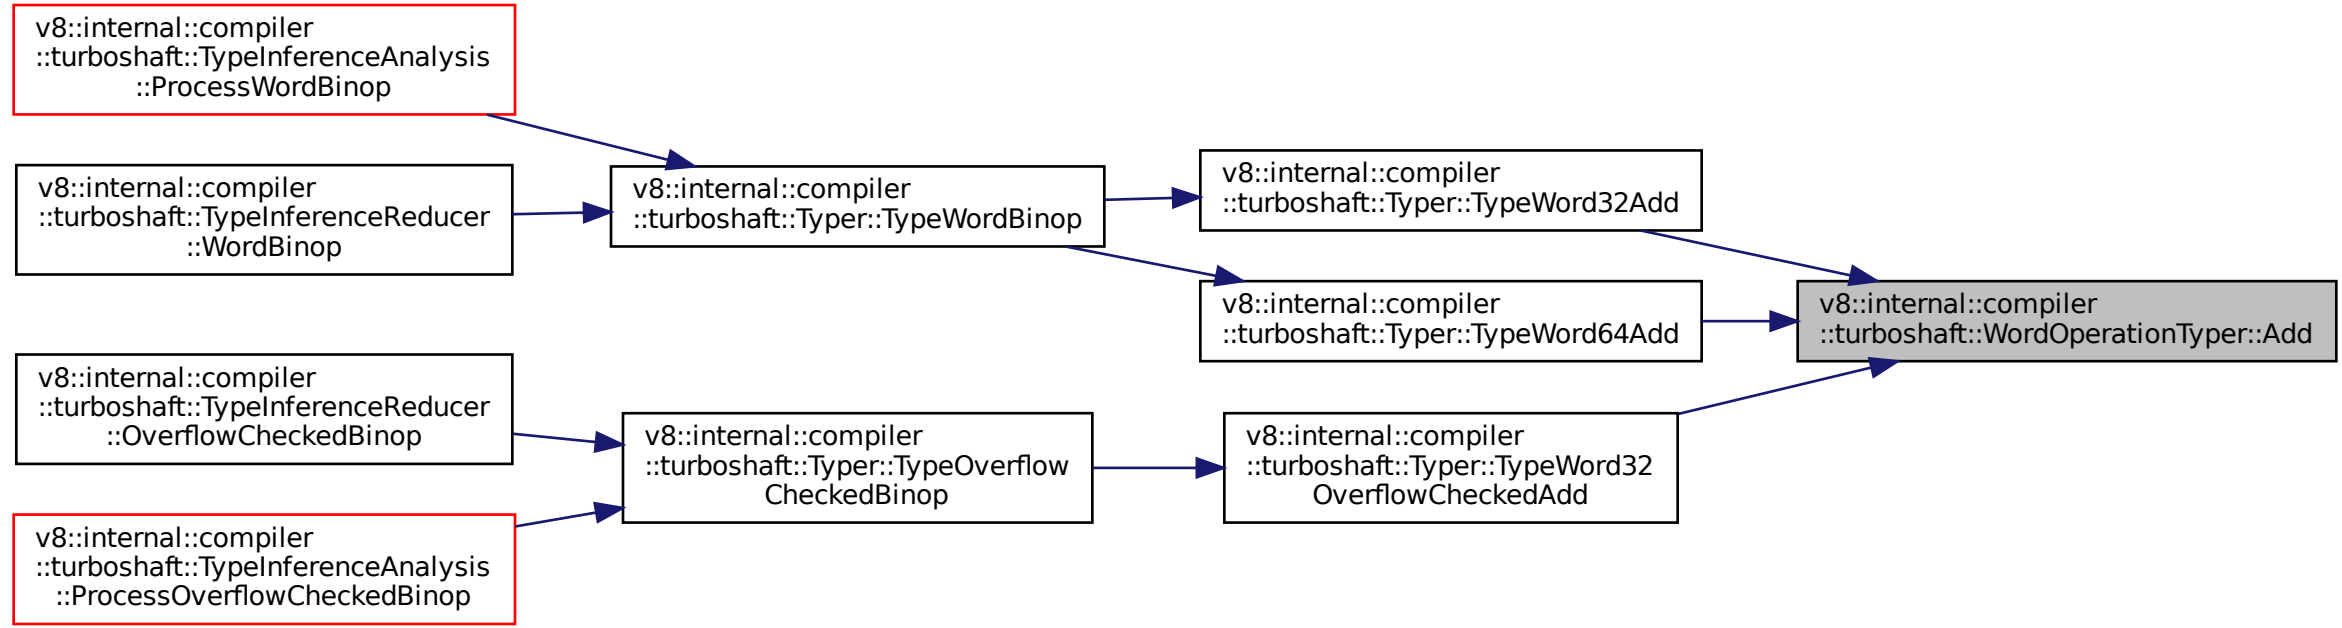 v8::internal::compiler
::turboshaft::TypeInferenceAnalysis
::ProcessWordBinop
v8::internal::compiler
::turboshaft::TypeInferenceReducer
::WordBinop
v8::internal::compiler
::turboshaft::TypeInferenceReducer
::OverflowCheckedBinop
v8::internal::compiler
::turboshaft::TypeInferenceAnalysis
::ProcessOverflowCheckedBinop
v8::internal::compiler
::turboshaft::Typer::TypeWordBinop
v8::internal::compiler
::turboshaft::Typer::TypeOverflow
CheckedBinop
v8::internal::compiler
::turboshaft::Typer::TypeWord32Add
v8::internal::compiler
::turboshaft::Typer::TypeWord64Add
v8::internal::compiler
::turboshaft::Typer::TypeWord32
OverflowCheckedAdd
v8::internal::compiler
::turboshaft::WordOperationTyper::Add